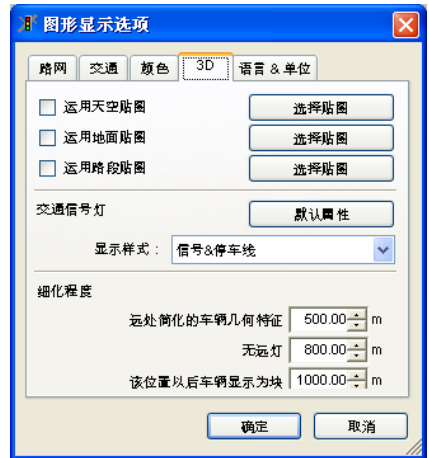 图形显示选项
路网 交通 颜色 3D 语言 & 单位
运用天空贴图 选择贴图
运用地面贴图 选择贴图
运用路段贴图 选择贴图
交通信号灯 默认属性
显示样式： 信号&停车线
细化程度
远处简化的车辆几何特征 500.00 m
无远灯 800.00 m
该位置以后车辆显示为块 1000.00 m
确定 取消